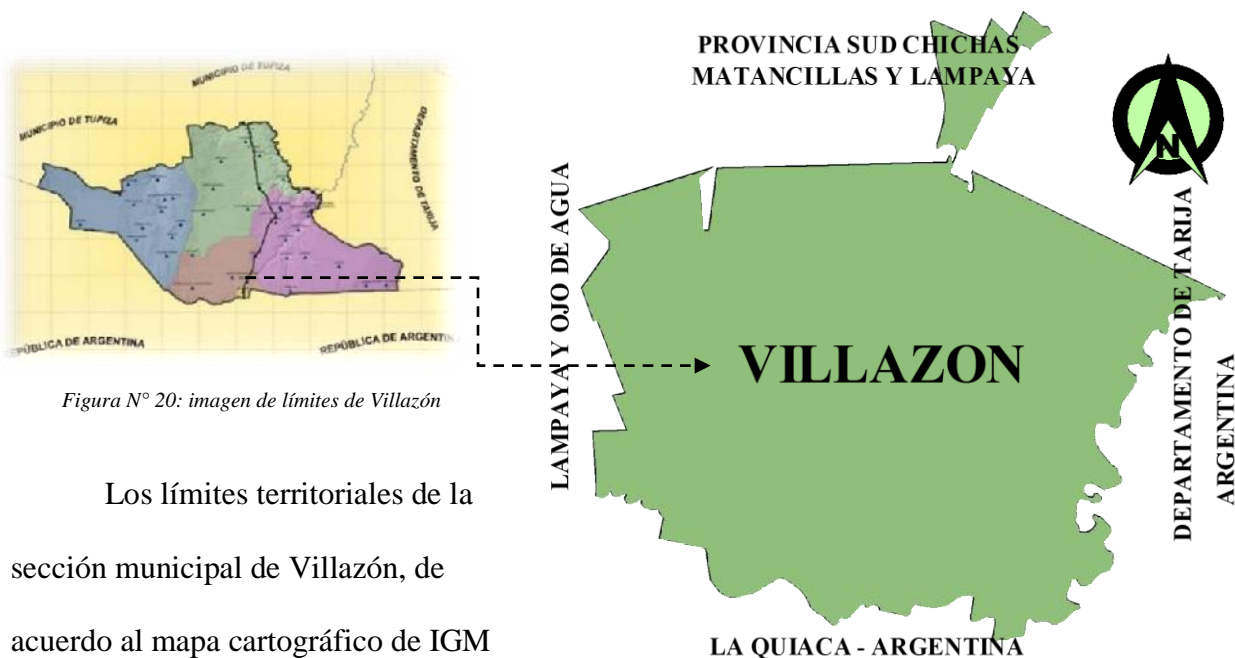 MUNICIPIO DE TUPIZA
MUNICIPIO DE TUPIZA
DEPARTAMENTO DE TARIJA
REPÚBLICA DE ARGENTINA
REPÚBLICA DE ARGENTINA
Figura N° 20: imagen de límites de Villazón
Los límites territoriales de la
sección municipal de Villazón, de
acuerdo al mapa cartográfico de IGM
PROVINCIA SUD CHICHAS
MATANCILLAS Y LAMPAYA
N
LAMPAYA Y OJO DE AGUA
VILLAZON
DEPARTAMENTO DE TARIJA
ARGENTINA
LA QUIACA - ARGENTINA